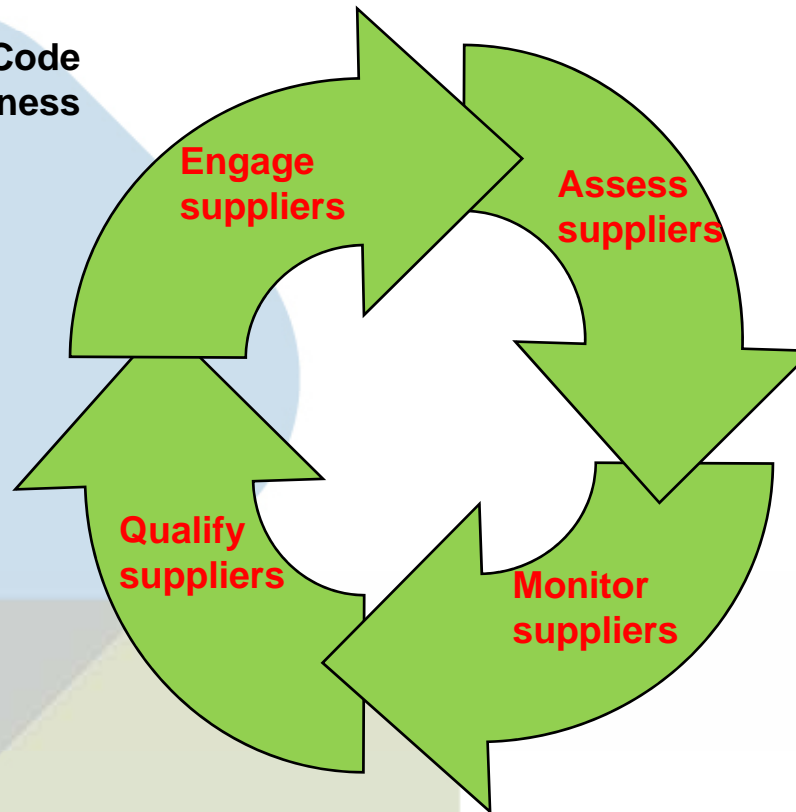 Code
ness
Engage
suppliers
Assess
suppliers
Qualify
suppliers
Monitor
suppliers